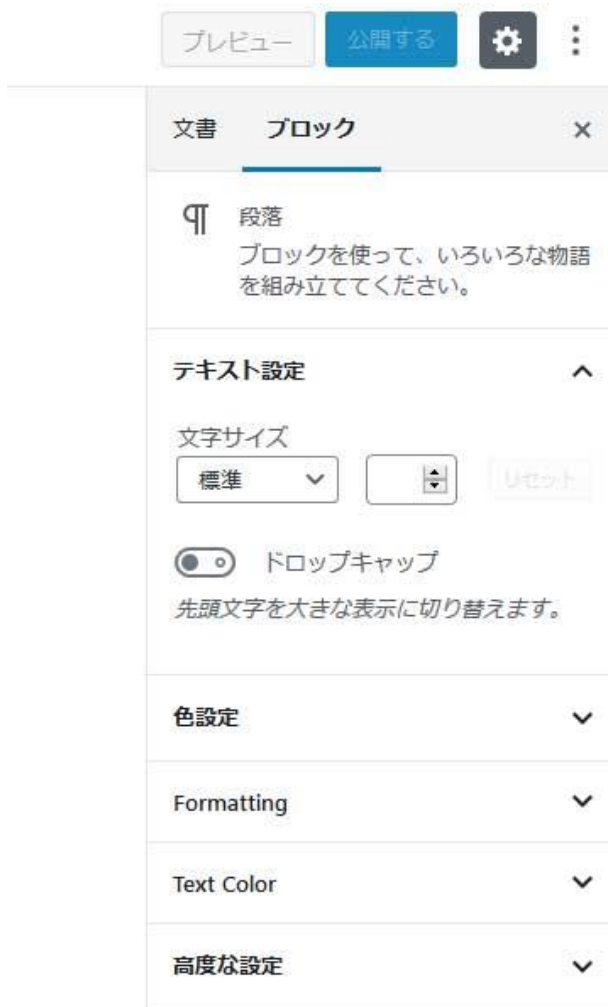 プレビュー 公開する
文書 ブロック
段落
ブロックを使って、いろいろな物語
を組み立ててください。
テキスト設定
文字サイズ
標準 リセット
ドロップキャップ
先頭文字を大きな表示に切り替えます。
色設定
Formatting
Text Color
高度な設定